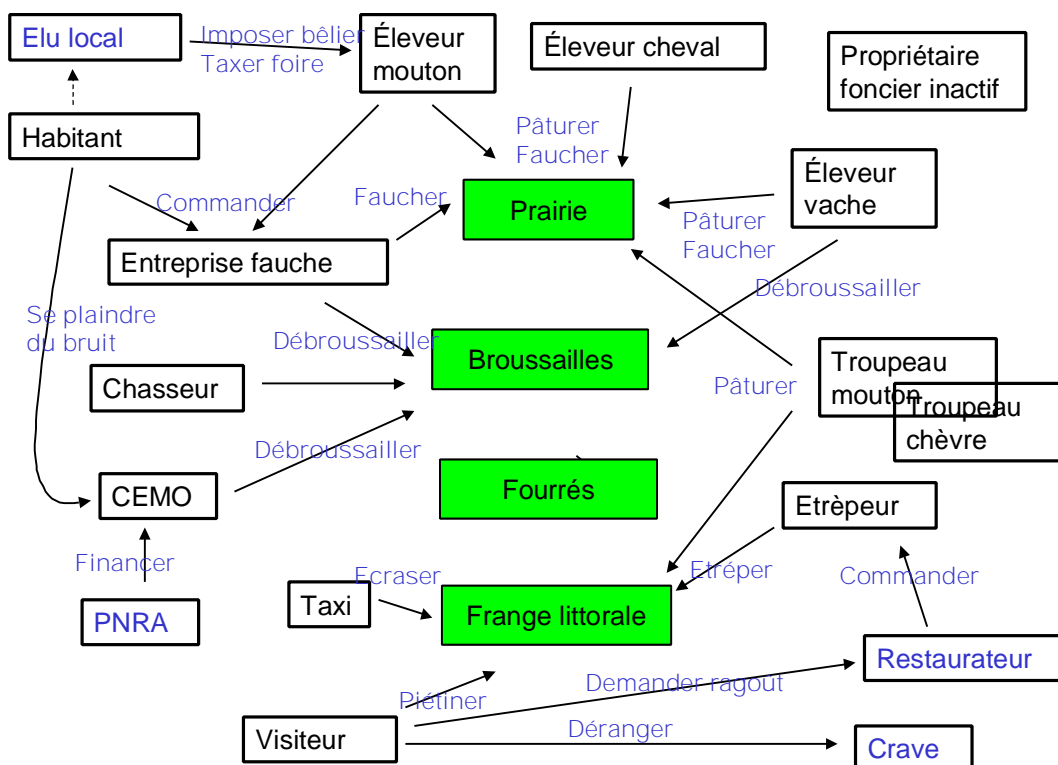 Elu local
Imposer bêlier
Taxer foire
Éleveur
mouton
Éleveur cheval
Propriétaire
foncier inactif
Habitant
Pâturer
Faucher
Commander
Faucher
Prairie
Éleveur
vache
Pâturer
Faucher
Entreprise fauche
Débroussailler
Se plaindre
du bruit
Débroussailler
Broussailles
Chasseur
Pâturer
Troupeau
mouton
Troupeau
chèvre
Débroussailler
CEMO
Fourrés
Etrèpeur
Financer
Ecraser
Etréper
Commander
PNRA
Taxi
Frange littorale
Restaurateur
Piétiner
Demander ragout
Visiteur
Déranger
Crave